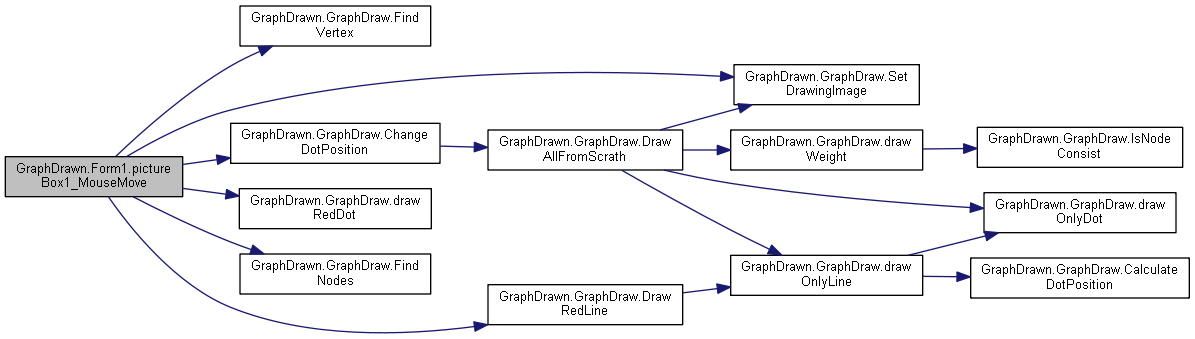 GraphDrawn.GraphDraw.Find
Vertex
GraphDrawn.GraphDraw.Set
DrawingImage
GraphDrawn.GraphDraw.Change
DotPosition
GraphDrawn.GraphDraw.Draw
AllFromScrath
GraphDrawn.GraphDraw.draw
Weight
GraphDrawn.GraphDraw.IsNode
Consist
GraphDrawn.Form1.picture
Box1_MouseMove
GraphDrawn.GraphDraw.draw
RedDot
GraphDrawn.GraphDraw.draw
OnlyDot
GraphDrawn.GraphDraw.Find
Nodes
GraphDrawn.GraphDraw.draw
OnlyLine
GraphDrawn.GraphDraw.Calculate
DotPosition
GraphDrawn.GraphDraw.Draw
RedLine